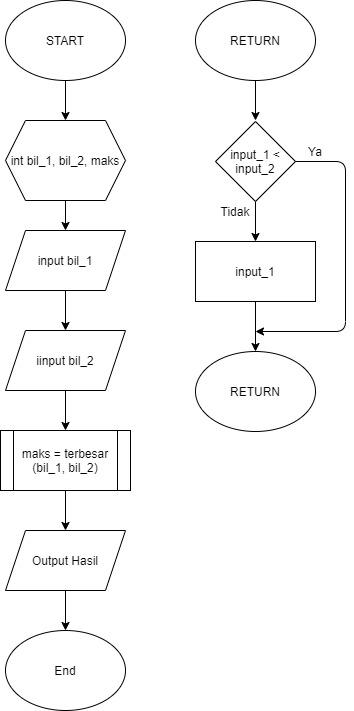 START
int bil_1, bil_2, maks
input bil_1
iinput bil_2
maks = terbesar
(bil_1, bil_2)
Output Hasil
End
RETURN
input_1 <
input_2
Ya
Tidak
input_1
RETURN